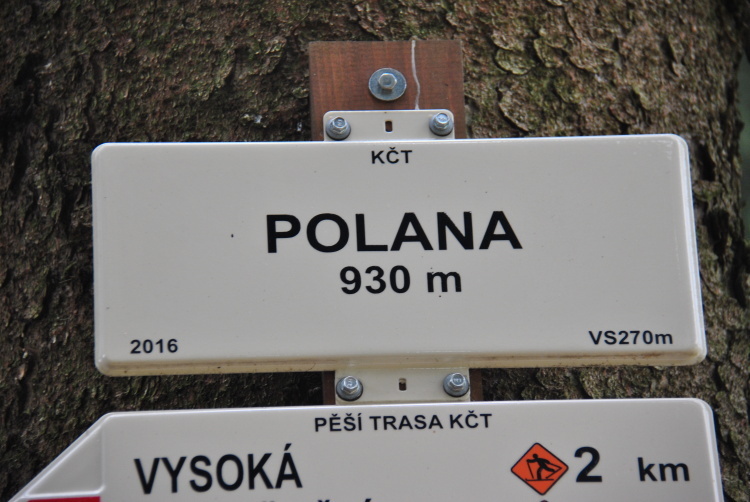 KČT
POLANA
930 m
2016 VS270m
PĚŠÍ TRASA KČT
VYSOKÁ 2 km